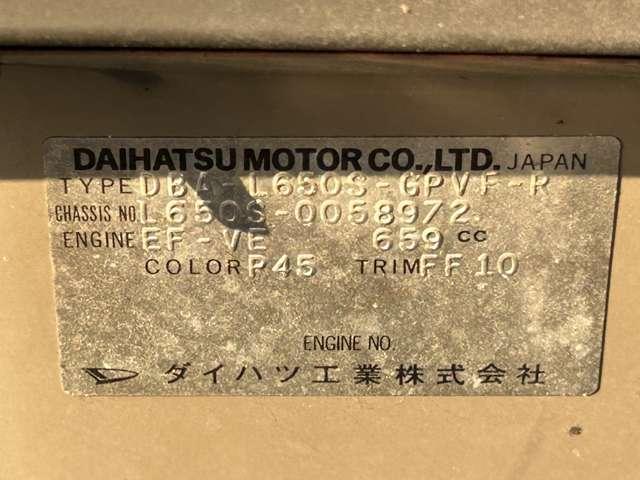 DAIHATSU MOTOR CO.,LTD. JAPAN
TYPE DBA-L650S-GPVF-R
CHASSIS NO. L650S-0058972
ENGINE EF-VE 659 CC
COLOR P45 TRIM FF10
ENGINE NO.
ダイハツ工業株式会社